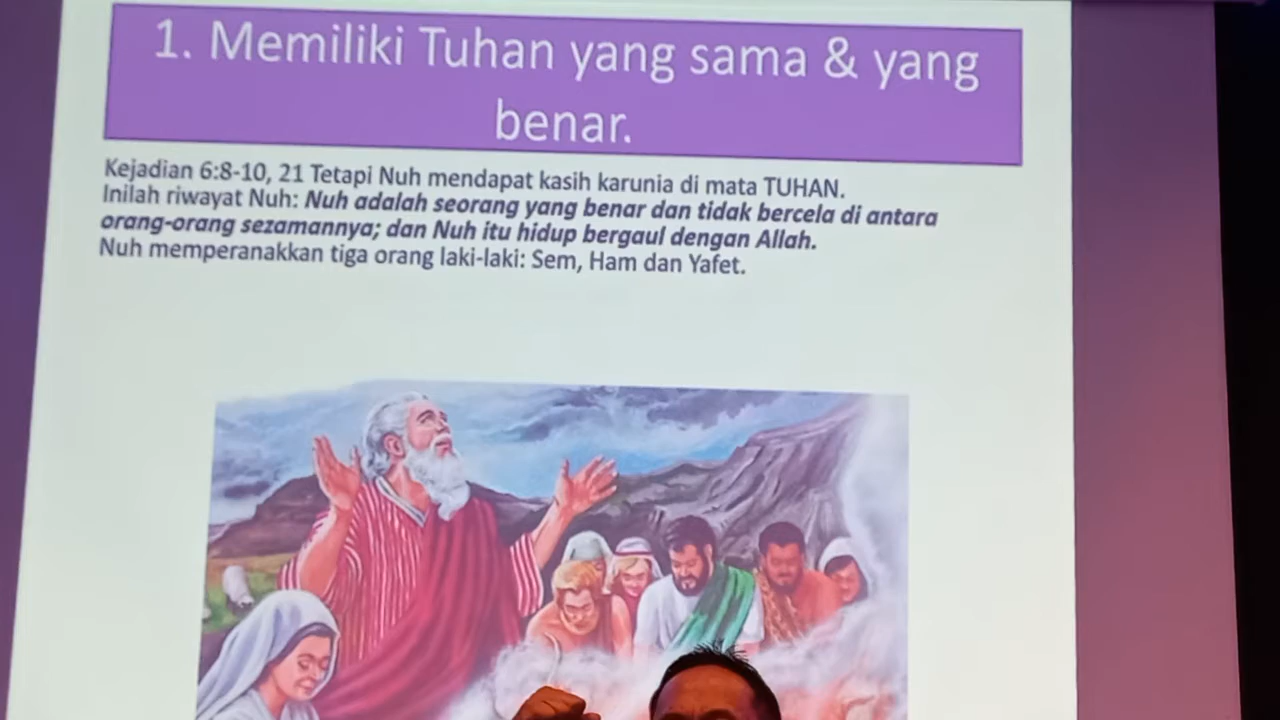 1. Memiliki Tuhan yang sama & yang
benar.
Kejadian 6:8-10, 21 Tetapi Nuh mendapat kasih karunia di mata TUHAN.
Inilah riwayat Nuh: Nuh adalah seorang yang benar dan tidak bercela di antara
orang-orang sezamannya; dan Nuh itu hidup bergaul dengan Allah.
Nuh memperanakkan tiga orang laki-laki: Sem, Ham dan Yafet.